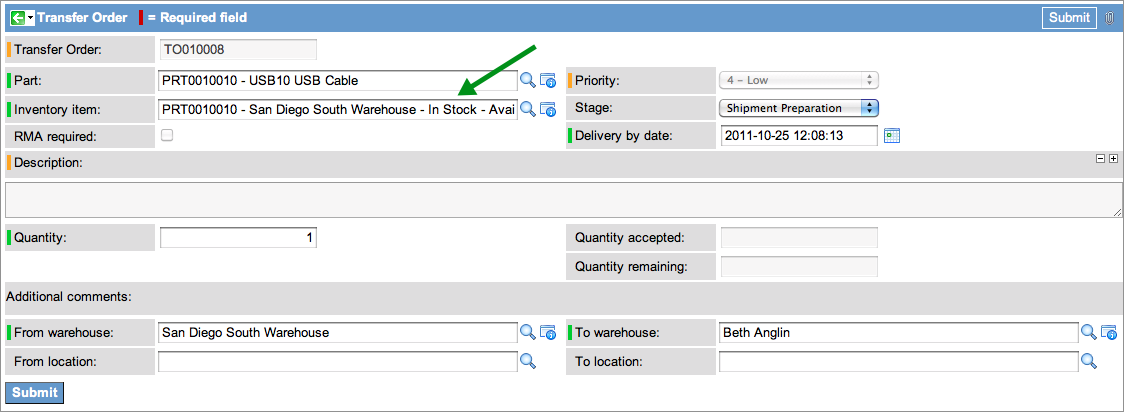 Transfer Order = Required field Submit
Transfer Order: TO010008
Part: PRT0010010 - USB10 USB Cable Priority: 4 - Low
Inventory item: PRT0010010 - San Diego South Warehouse - In Stock - Avai Stage: Shipment Preparation
RMA required: Delivery by date: 2011-10-25 12:08:13
Description:
Quantity: 1 Quantity accepted:
Quantity remaining:
Additional comments:
From warehouse: San Diego South Warehouse To warehouse: Beth Anglin
From location: To location:
Submit